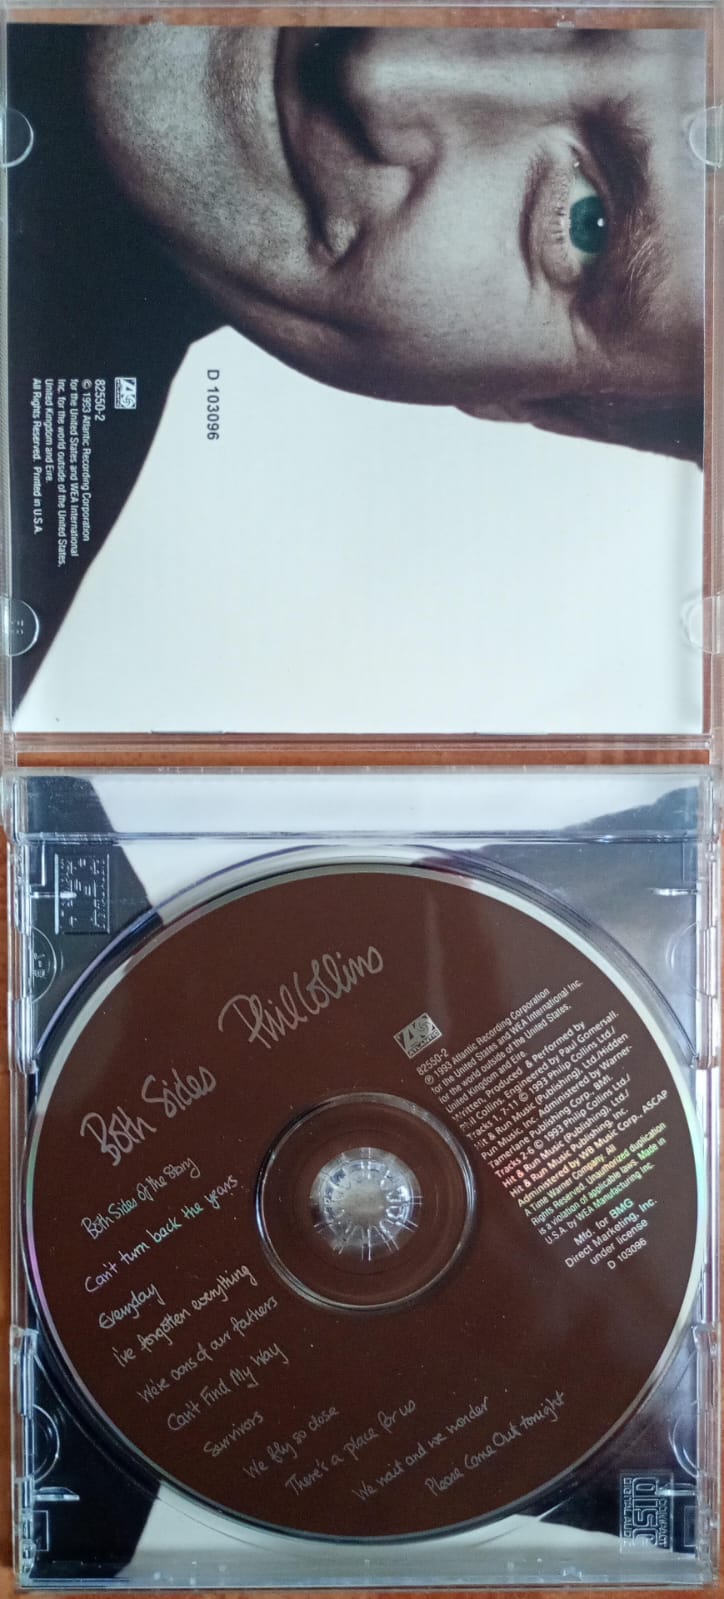 D 103096
ATLANTIC
82550-2
© 1993 Atlantic Recording Corporation
for the United States and WEA International
Inc. for the world outside of the United States,
United Kingdom and Eire.
All Rights Reserved. Printed in U.S.A.
Both Sides Phil Collins
Both Sides of the Story
Can't turn back the years
Everyday
I've forgotten everything
We're sons of our fathers
Can't Find My Way
Survivors
We fly so close
There's a place for us
We wait and we wonder
Please Come Out tonight
ATLANTIC
82550-2
℗ 1993 Atlantic Recording Corporation
for the United States and WEA International Inc.
for the world outside of the United States,
United Kingdom and Eire.
Written, Produced & Performed by
Phil Collins. Engineered by Paul Gomersall.
Tracks 1, 7-11 © 1993 Philip Collins Ltd./
Hit & Run Music (Publishing), Ltd./Hidden
Pun Music, Inc. Administered by Warner-
Tamerlane Publishing Corp., BMI.
Tracks 2-6 © 1993 Philip Collins Ltd./
Hit & Run Music (Publishing), Ltd./
Hit & Run Music Publishing, Inc.
Administered by WB Music Corp., ASCAP
A Time Warner Company. All
Rights Reserved. Unauthorized duplication
is a violation of applicable laws. Made in
U.S.A. by WEA Manufacturing Inc.
Mfd. for BMG
Direct Marketing, Inc.
under license
D 103096
COMPACT
disc
DIGITAL AUDIO